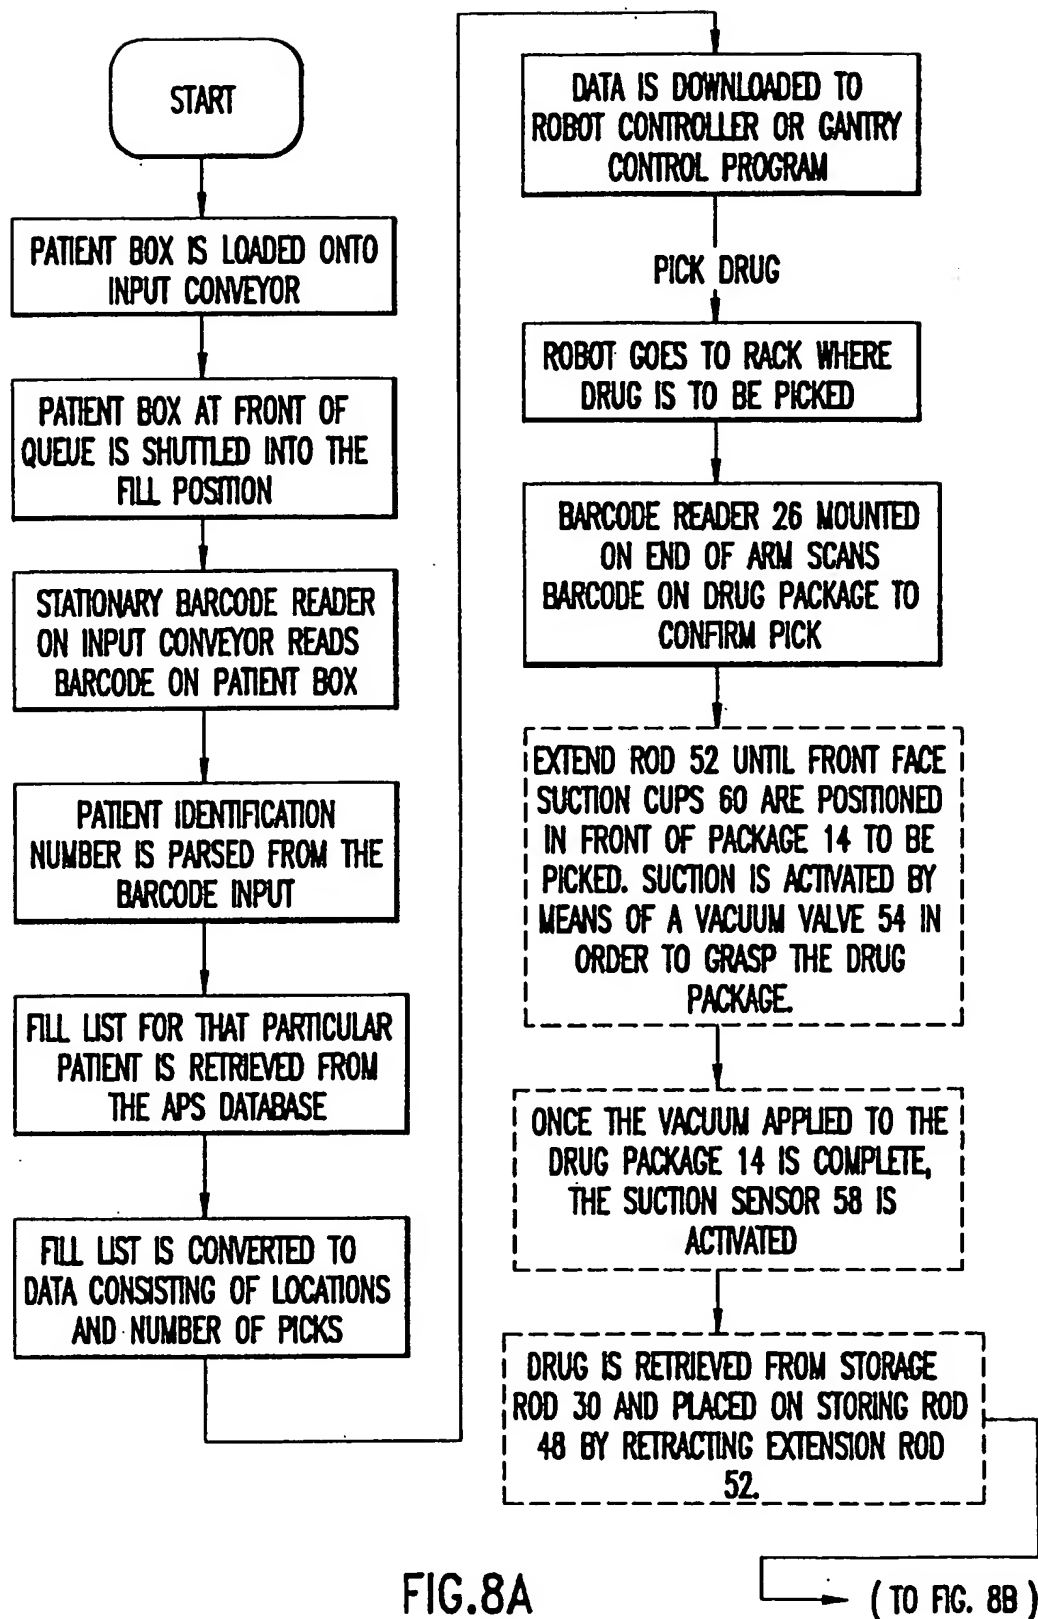 START
PATIENT BOX IS LOADED ONTO
INPUT CONVEYOR
PATIENT BOX AT FRONT OF
QUEUE IS SHUTTLED INTO THE
FILL POSITION
STATIONARY BARCODE READER
ON INPUT CONVEYOR READS
BARCODE ON PATIENT BOX
PATIENT IDENTIFICATION
NUMBER IS PARSED FROM THE
BARCODE INPUT
FILL LIST FOR THAT PARTICULAR
PATIENT IS RETRIEVED FROM
THE APS DATABASE
FILL LIST IS CONVERTED TO
DATA CONSISTING OF LOCATIONS
AND NUMBER OF PICKS
DATA IS DOWNLOADED TO
ROBOT CONTROLLER OR GANTRY
CONTROL PROGRAM
PICK DRUG
ROBOT GOES TO RACK WHERE
DRUG IS TO BE PICKED
BARCODE READER 26 MOUNTED
ON END OF ARM SCANS
BARCODE ON DRUG PACKAGE TO
CONFIRM PICK
EXTEND ROD 52 UNTIL FRONT FACE
SUCTION CUPS 60 ARE POSITIONED
IN FRONT OF PACKAGE 14 TO BE
PICKED. SUCTION IS ACTIVATED BY
MEANS OF A VACUUM VALVE 54 IN
ORDER TO GRASP THE DRUG
PACKAGE.
ONCE THE VACUUM APPLIED TO THE
DRUG PACKAGE 14 IS COMPLETE,
THE SUCTION SENSOR 58 IS
ACTIVATED
DRUG IS RETRIEVED FROM STORAGE
ROD 30 AND PLACED ON STORING ROD
48 BY RETRACTING EXTENSION ROD
52.
(TO FIG. 8B)
FIG.8A